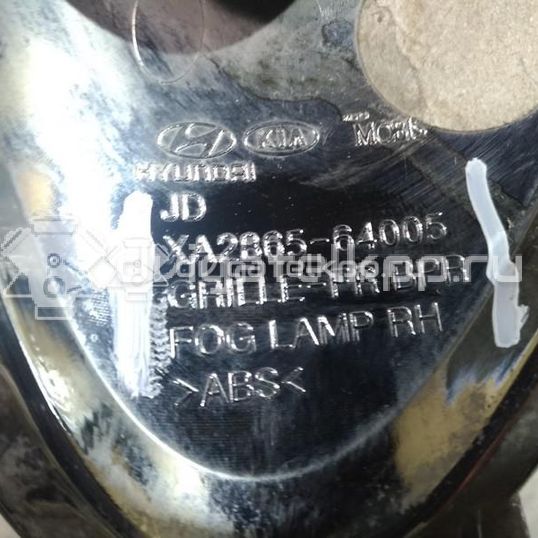 HYUNDAI KIA MOBIS
JD
XA2865-64005
GRILLE-FR BPR
FOG LAMP RH
>ABS<